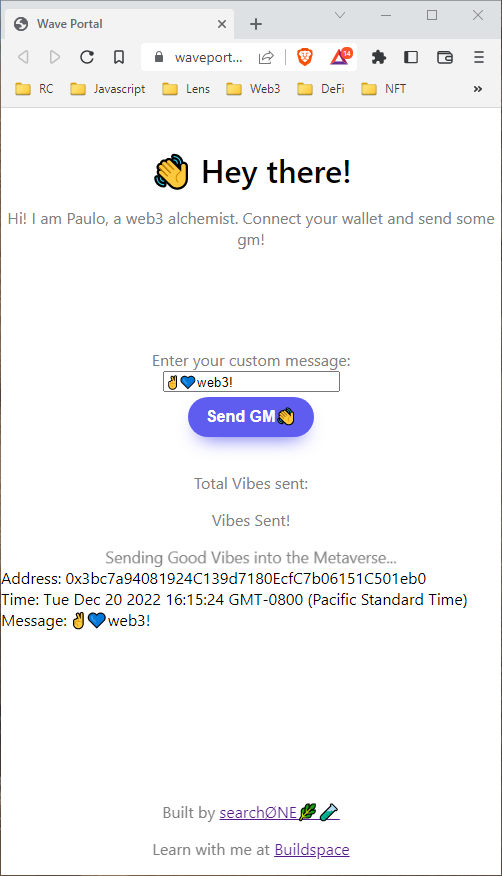 Wave Portal
waveport...
14
RC Javascript Lens Web3 DeFi NFT »
👋 Hey there!
Hi! I am Paulo, a web3 alchemist. Connect your wallet and send some
gm!
Enter your custom message:
✌💙web3!
Send GM👋
Total Vibes sent:
Vibes Sent!
Sending Good Vibes into the Metaverse...
Address: 0x3bc7a94081924C139d7180EcfC7b06151C501eb0
Time: Tue Dec 20 2022 16:15:24 GMT-0800 (Pacific Standard Time)
Message: ✌💙web3!
Built by searchØNE🌿🧪
Learn with me at Buildspace